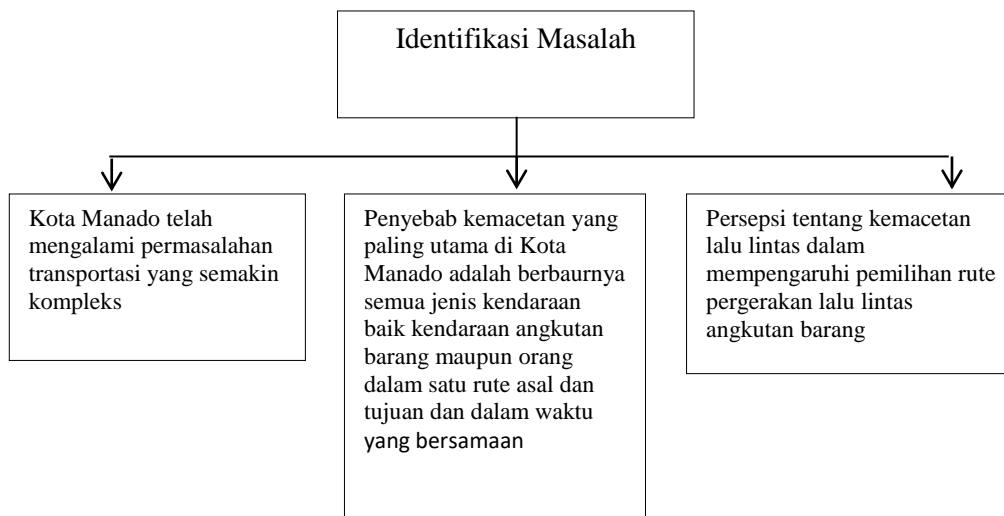 Identifikasi Masalah
Kota Manado telah
mengalami permasalahan
transportasi yang semakin
kompleks
Penyebab kemacetan yang
paling utama di Kota
Manado adalah berbaurnya
semua jenis kendaraan
baik kendaraan angkutan
barang maupun orang
dalam satu rute asal dan
tujuan dan dalam waktu
yang bersamaan
Persepsi tentang kemacetan
lalu lintas dalam
mempengaruhi pemilihan rute
pergerakan lalu lintas
angkutan barang